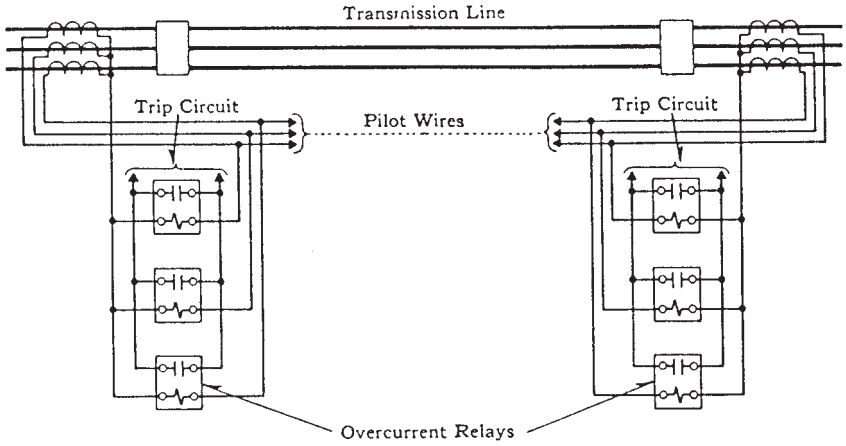 Transmission Line
Trip Circuit
Pilot Wires
Trip Circuit
Overcurrent Relays